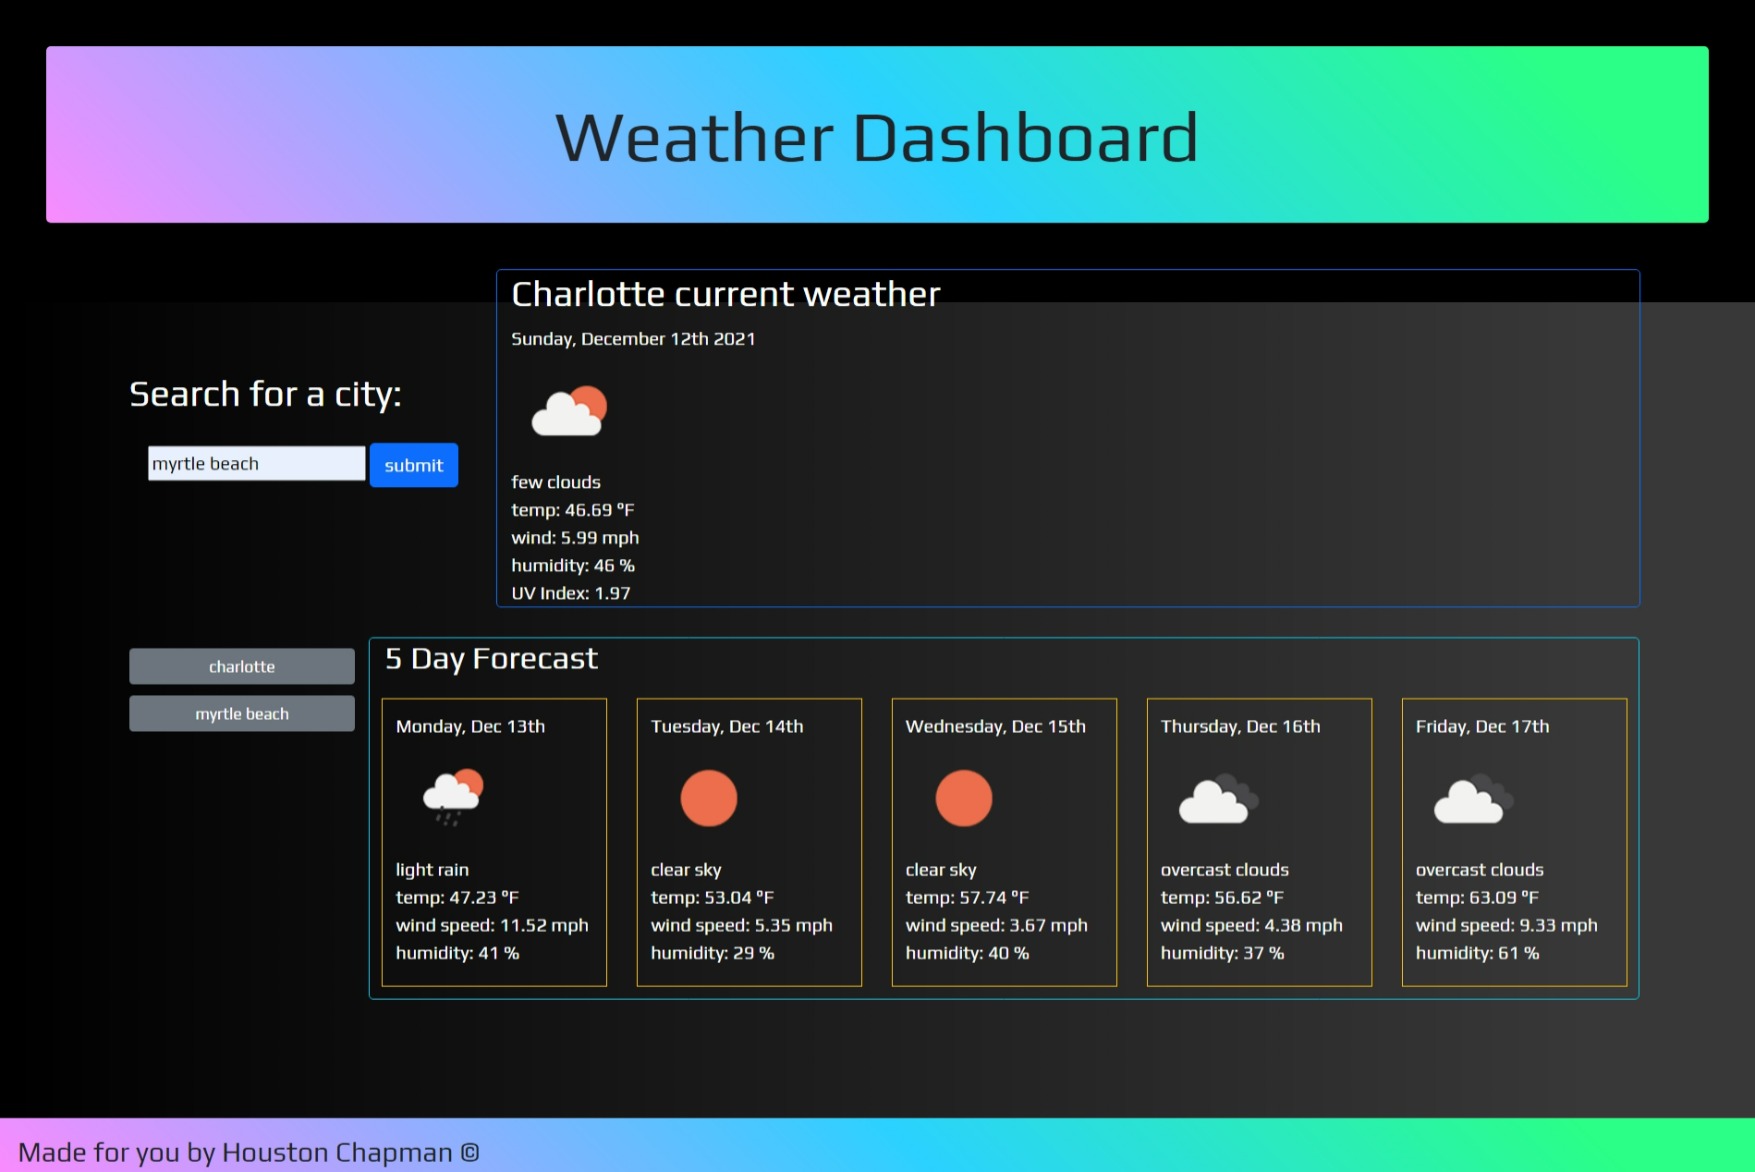 Weather Dashboard
Search for a city:
myrtle beach
submit
Charlotte current weather
Sunday, December 12th 2021
few clouds
temp: 46.69 °F
wind: 5.99 mph
humidity: 46 %
UV Index: 1.97
charlotte
myrtle beach
5 Day Forecast
Monday, Dec 13th
light rain
temp: 47.23 °F
wind speed: 11.52 mph
humidity: 41 %
Tuesday, Dec 14th
clear sky
temp: 53.04 °F
wind speed: 5.35 mph
humidity: 29 %
Wednesday, Dec 15th
clear sky
temp: 57.74 °F
wind speed: 3.67 mph
humidity: 40 %
Thursday, Dec 16th
overcast clouds
temp: 56.62 °F
wind speed: 4.38 mph
humidity: 37 %
Friday, Dec 17th
overcast clouds
temp: 63.09 °F
wind speed: 9.33 mph
humidity: 61 %
Made for you by Houston Chapman ©